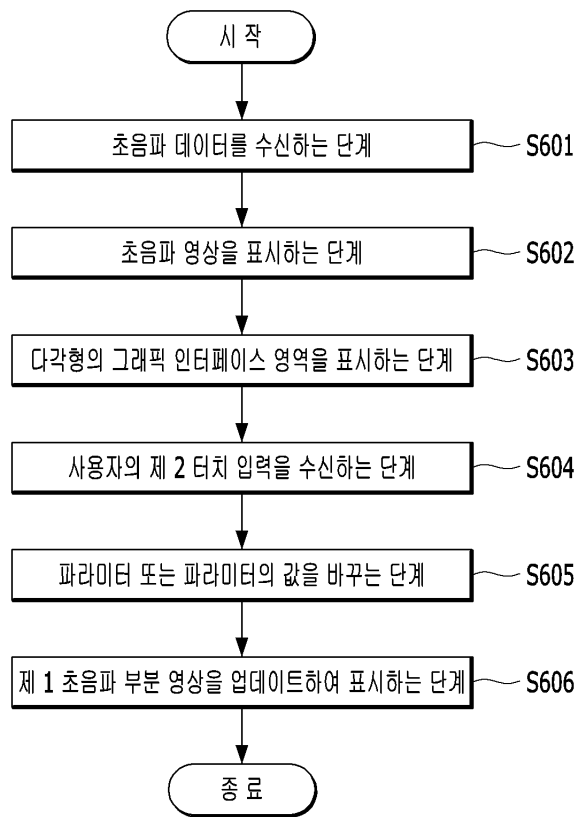 시 작
초음파 데이터를 수신하는 단계
S601
초음파 영상을 표시하는 단계
S602
다각형의 그래픽 인터페이스 영역을 표시하는 단계
S603
사용자의 제 2 터치 입력을 수신하는 단계
S604
파라미터 또는 파라미터의 값을 바꾸는 단계
S605
제 1 초음파 부분 영상을 업데이트하여 표시하는 단계
S606
종 료